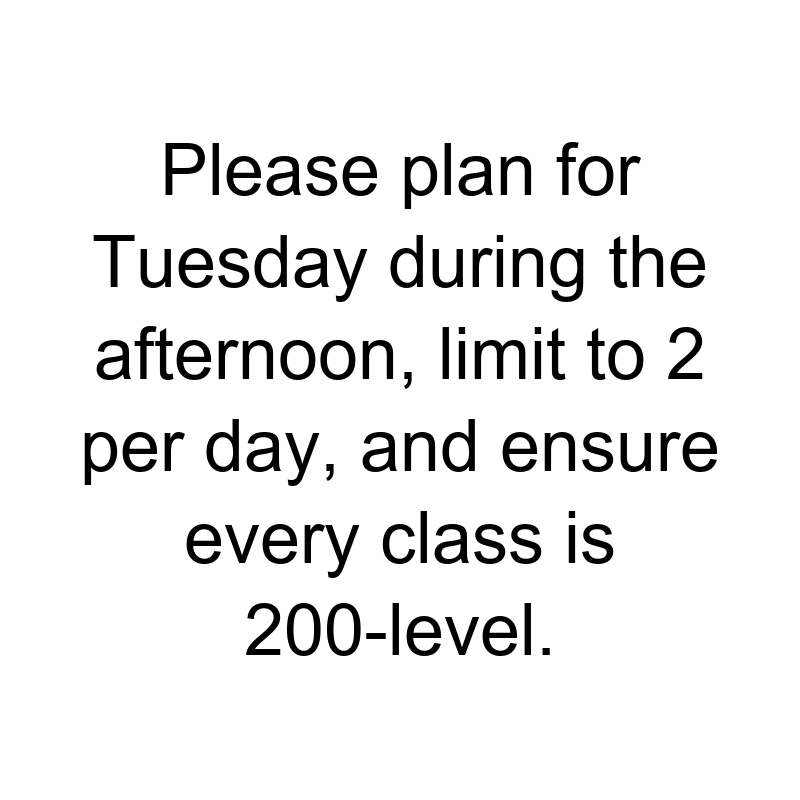 Please plan for
Tuesday during the
afternoon, limit to 2
per day, and ensure
every class is
200-level.